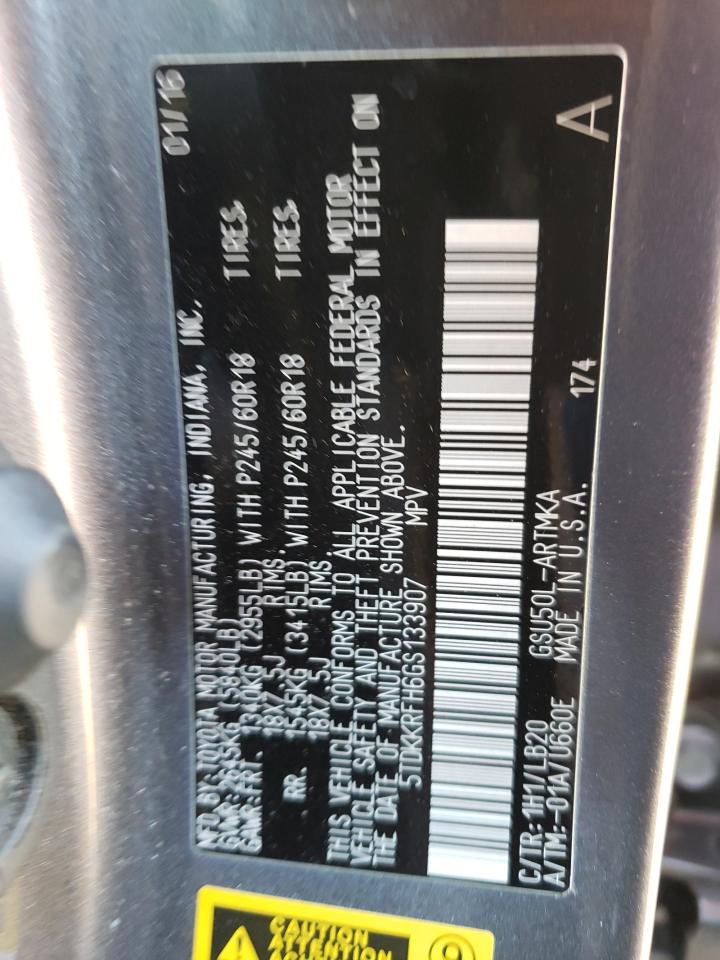 MFD.BY:TOYOTA MOTOR MANUFACTURING, INDIANA, INC. 01/16
GVWR:2645KG (5840LB)
GAWR:FRT 1340KG (2955LB) WITH P245/60R18 TIRES.
18X7.5J RIMS.
RR. 1545KG (3415LB) WITH P245/60R18 TIRES.
18X7.5J RIMS.
THIS VEHICLE CONFORMS TO ALL APPLICABLE FEDERAL MOTOR
VEHICLE SAFETY AND THEFT PREVENTION STANDARDS IN EFFECT ON
THE DATE OF MANUFACTURE SHOWN ABOVE.
5TDKKRFH6GS133907 MPV
C/TR:1H1/LB20 GSU50L-ARTMKA
A/TM:-01A/U660E MADE IN U.S.A. 174 A
CAUTION
ATTENTION